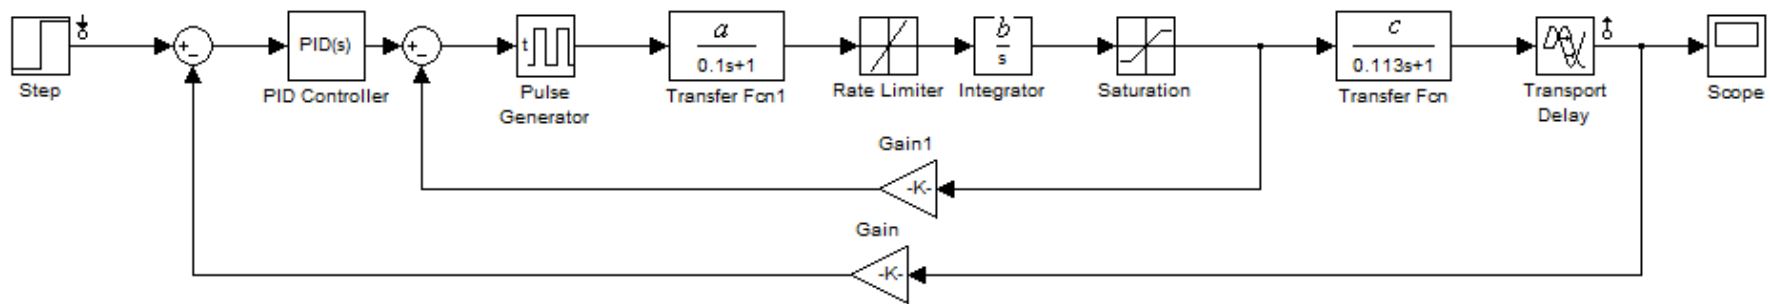 Step
+
−
PID(s)
PID Controller
+
−
t
Pulse
Generator
a
0.1s+1
Transfer Fcn1
Rate Limiter
b
s
Integrator
Saturation
c
0.113s+1
Transfer Fcn
Transport
Delay
Scope
Gain1
-K-
Gain
-K-